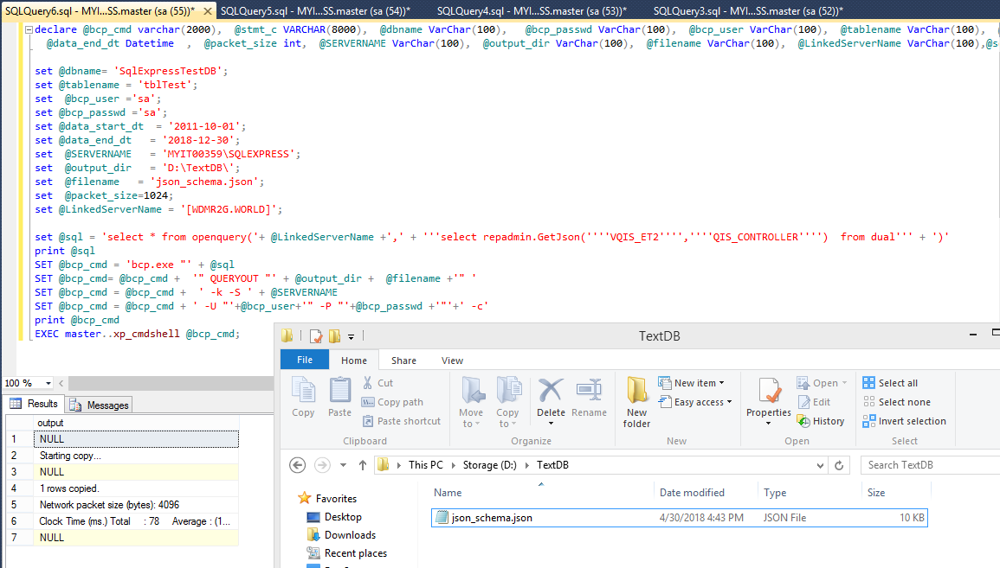 SQLQuery6.sql - MYI...SS.master (sa (55))* SQLQuery5.sql - MYI...SS.master (sa (54))* SQLQuery4.sql - MYI...SS.master (sa (53))* SQLQuery3.sql - MYI...SS.master (sa (52))*
declare @bcp_cmd varchar(2000), @stmt_c VARCHAR(8000), @dbname VarChar(100), @bcp_passwd VarChar(100), @bcp_user VarChar(100), @tablename VarChar(100),
@data_end_dt Datetime , @packet_size int, @SERVERNAME VarChar(100), @output_dir VarChar(100), @filename VarChar(100), @LinkedServerName VarChar(100),@s
set @dbname= 'SqlExpressTestDB';
set @tablename = 'tblTest';
set @bcp_user ='sa';
set @bcp_passwd ='sa';
set @data_start_dt = '2011-10-01';
set @data_end_dt = '2018-12-30';
set @SERVERNAME = 'MYIT00359\SQLEXPRESS';
set @output_dir = 'D:\TextDB\';
set @filename = 'json_schema.json';
set @packet_size=1024;
set @LinkedServerName = '[WDMR2G.WORLD]';
set @sql = 'select * from openquery('+ @LinkedServerName +',' + '''select repadmin.GetJson(''''VQIS_ET2'''',''''QIS_CONTROLLER'''') from dual''' + ')'
print @sql
SET @bcp_cmd = 'bcp.exe "' + @sql
SET @bcp_cmd= @bcp_cmd + '" QUERYOUT "' + @output_dir + @filename +'" '
SET @bcp_cmd = @bcp_cmd + ' -k -S ' + @SERVERNAME
SET @bcp_cmd = @bcp_cmd + ' -U "'+@bcp_user+'" -P "'+@bcp_passwd +'"'+' -c'
print @bcp_cmd
EXEC master..xp_cmdshell @bcp_cmd;
100 %
Results Messages
output
1 NULL
2 Starting copy...
3 NULL
4 1 rows copied.
5 Network packet size (bytes): 4096
6 Clock Time (ms.) Total : 78 Average : (1...
7 NULL
TextDB
File Home Share View
Copy Paste Cut
Copy path
Paste shortcut
Clipboard
Move to Copy to Delete Rename
Organize
New folder New item
Easy access
New
Properties Open
Edit
History
Open
Select all
Select none
Invert selection
Select
This PC Storage (D:) TextDB
Search TextDB
Favorites
Desktop
Downloads
Recent places
Name Date modified Type Size
json_schema.json 4/30/2018 4:43 PM JSON File 10 KB